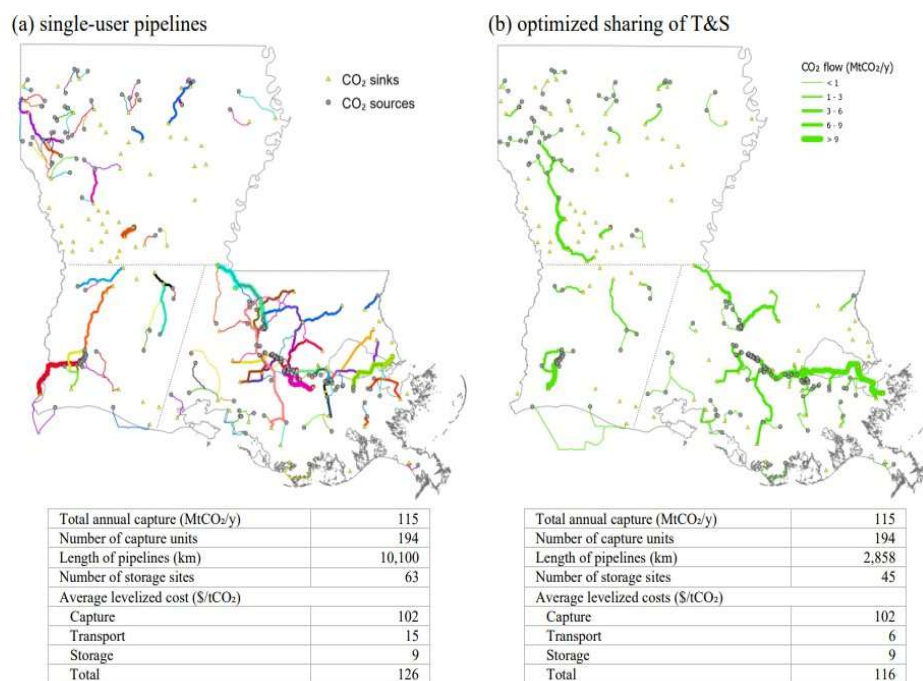 (a) single-user pipelines
CO₂ sinks
CO₂ sources
Total annual capture (MtCO₂/y) 115
Number of capture units 194
Length of pipelines (km) 10,100
Number of storage sites 63
Average levelized cost ($/tCO₂)
Capture 102
Transport 15
Storage 9
Total 126
(b) optimized sharing of T&S
CO₂ flow (MtCO₂/y)
< 1
1 - 3
3 - 6
6 - 9
> 9
Total annual capture (MtCO₂/y) 115
Number of capture units 194
Length of pipelines (km) 2,858
Number of storage sites 45
Average levelized costs ($/tCO₂)
Capture 102
Transport 6
Storage 9
Total 116